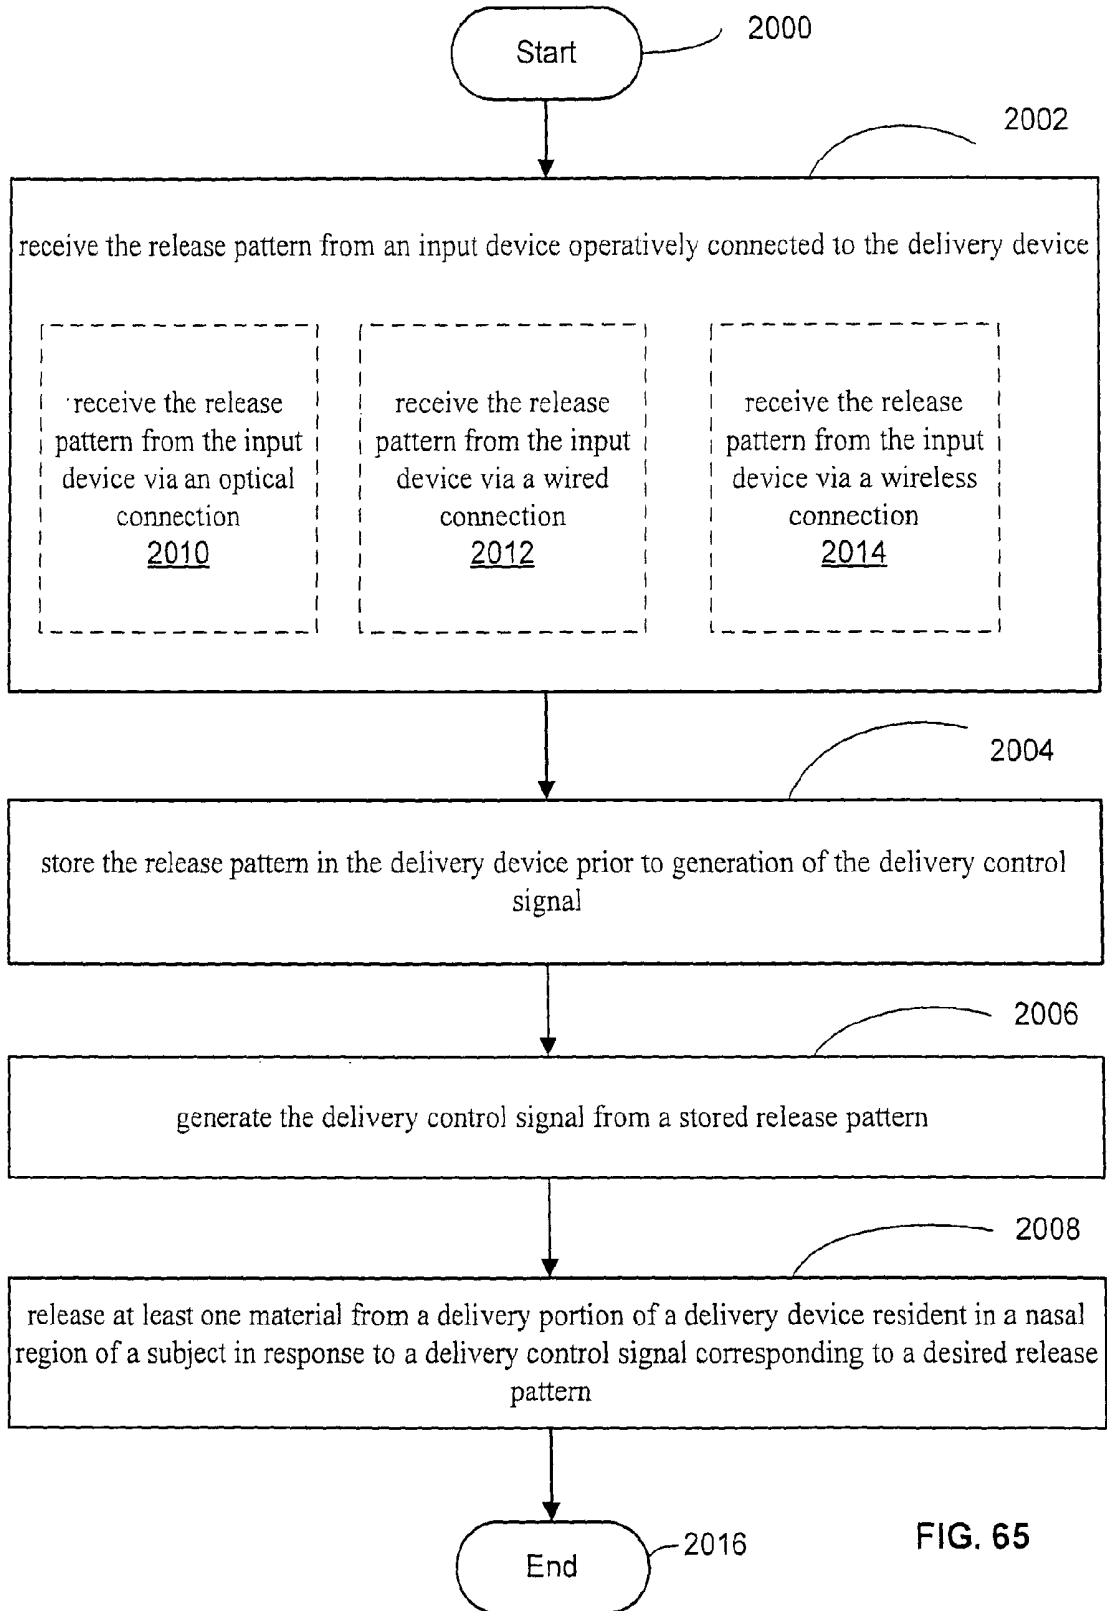 Start
2000
2002
receive the release pattern from an input device operatively connected to the delivery device
receive the release
pattern from the input
device via an optical
connection
2010
receive the release
pattern from the input
device via a wired
connection
2012
receive the release
pattern from the input
device via a wireless
connection
2014
2004
store the release pattern in the delivery device prior to generation of the delivery control
signal
2006
generate the delivery control signal from a stored release pattern
2008
release at least one material from a delivery portion of a delivery device resident in a nasal
region of a subject in response to a delivery control signal corresponding to a desired release
pattern
End
2016
FIG. 65